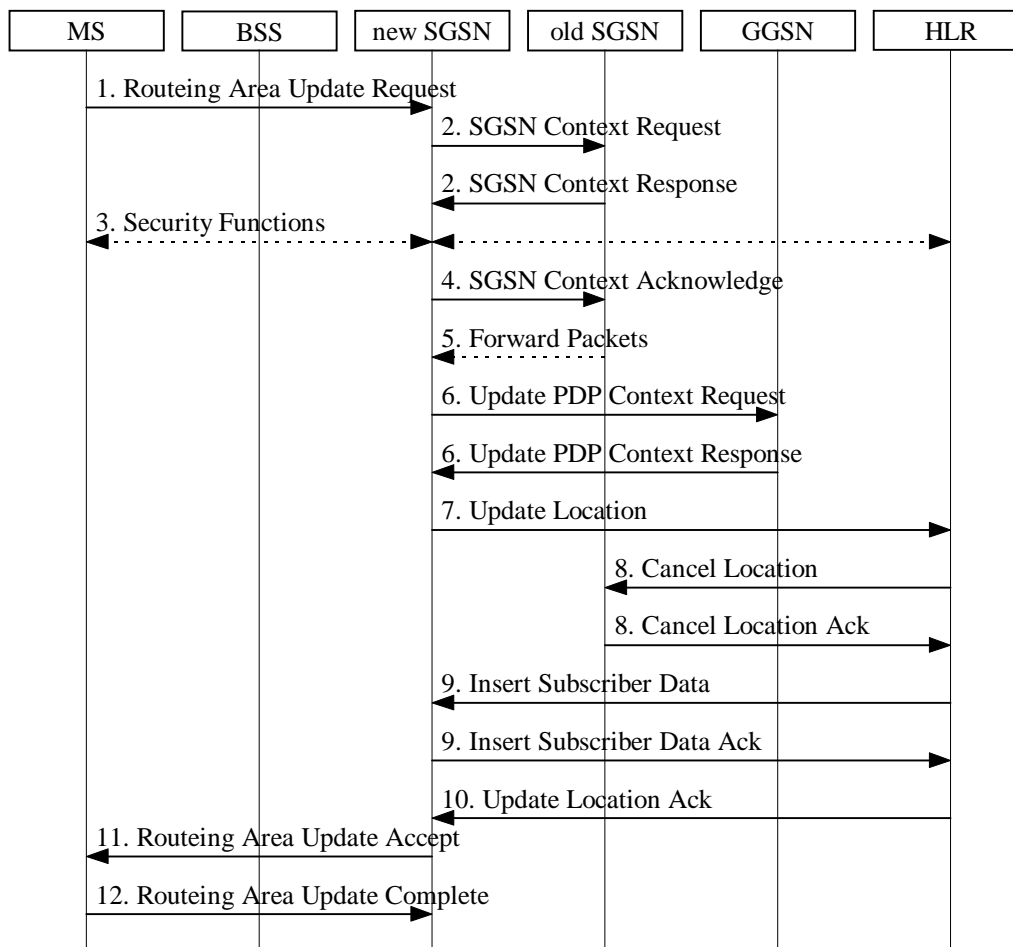 MS BSS new SGSN old SGSN GGSN HLR
1. Routeing Area Update Request
2. SGSN Context Request
2. SGSN Context Response
3. Security Functions
4. SGSN Context Acknowledge
5. Forward Packets
6. Update PDP Context Request
6. Update PDP Context Response
7. Update Location
8. Cancel Location
8. Cancel Location Ack
9. Insert Subscriber Data
9. Insert Subscriber Data Ack
10. Update Location Ack
11. Routeing Area Update Accept
12. Routeing Area Update Complete